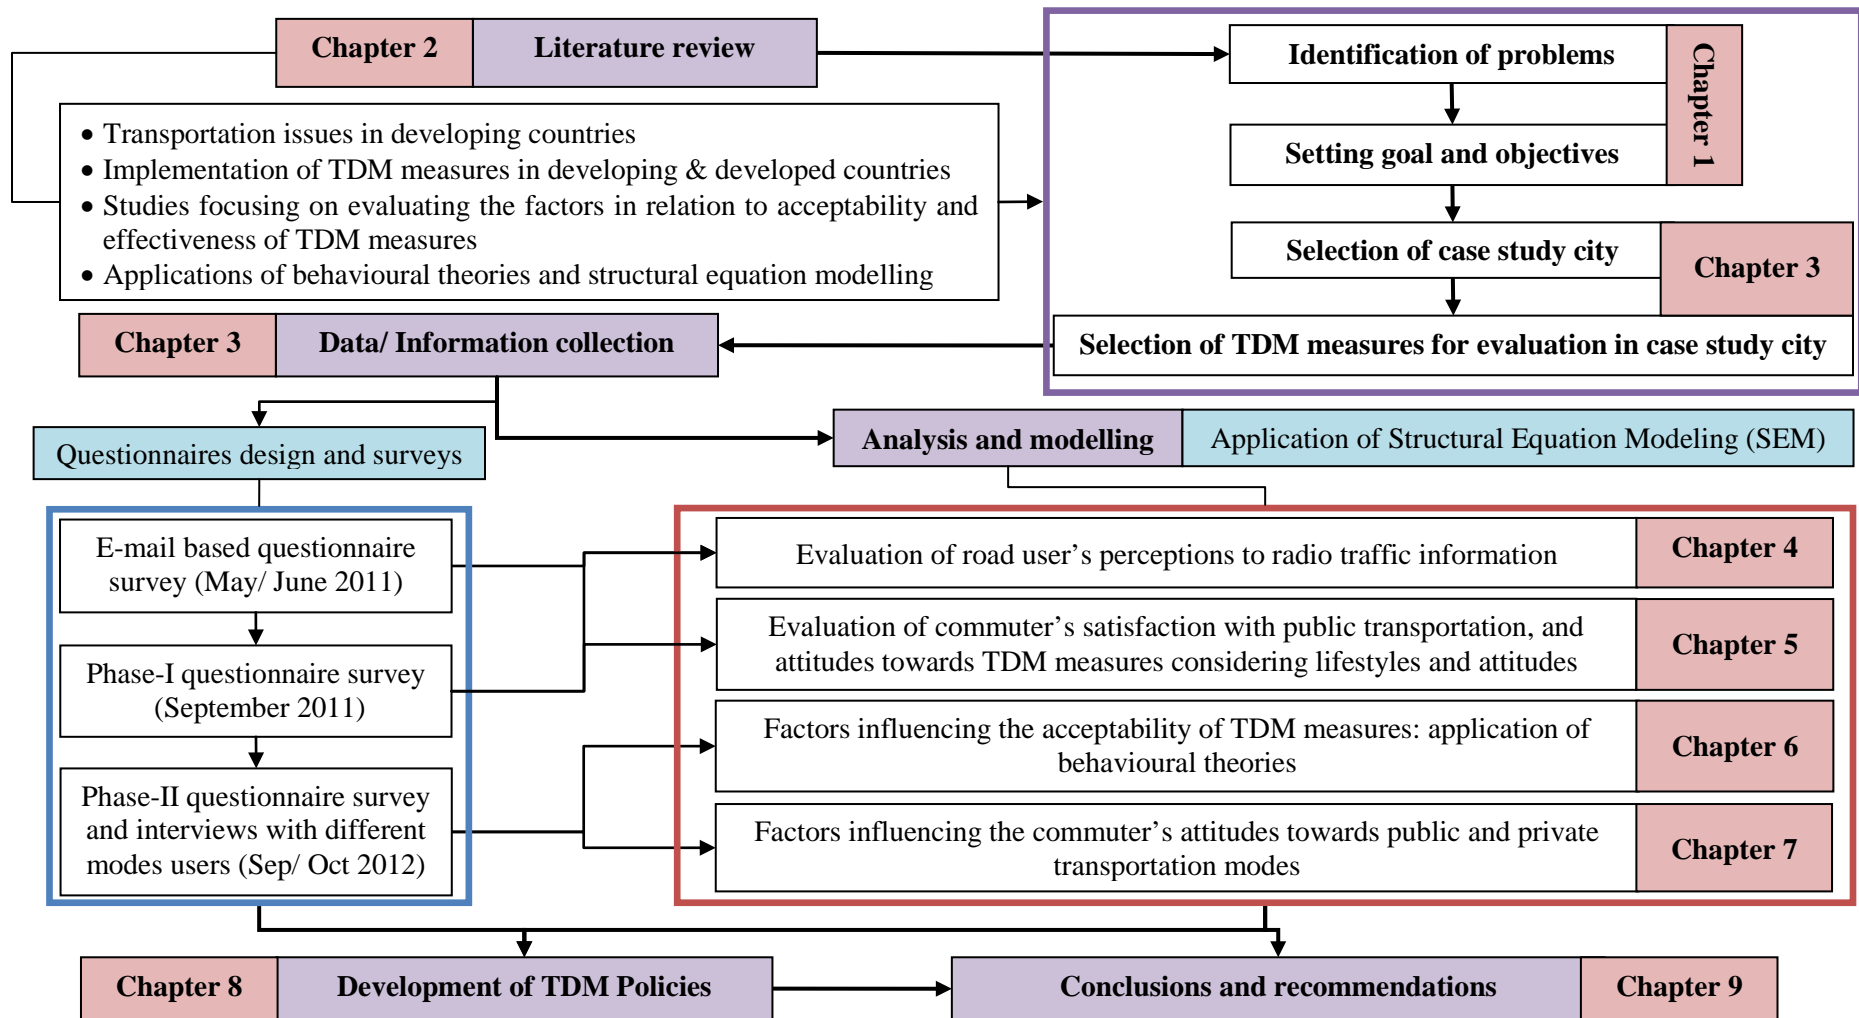 Chapter 2
Literature review
Identification of problems
Chapter 1
Setting goal and objectives
Selection of case study city
Chapter 3
Selection of TDM measures for evaluation in case study city
• Transportation issues in developing countries
• Implementation of TDM measures in developing & developed countries
• Studies focusing on evaluating the factors in relation to acceptability and
effectiveness of TDM measures
• Applications of behavioural theories and structural equation modelling
Chapter 3
Data/ Information collection
Questionnaires design and surveys
Analysis and modelling
Application of Structural Equation Modeling (SEM)
E-mail based questionnaire
survey (May/ June 2011)
Phase-I questionnaire survey
(September 2011)
Phase-II questionnaire survey
and interviews with different
modes users (Sep/ Oct 2012)
Evaluation of road user’s perceptions to radio traffic information
Chapter 4
Evaluation of commuter’s satisfaction with public transportation, and
attitudes towards TDM measures considering lifestyles and attitudes
Chapter 5
Factors influencing the acceptability of TDM measures: application of
behavioural theories
Chapter 6
Factors influencing the commuter’s attitudes towards public and private
transportation modes
Chapter 7
Chapter 8
Development of TDM Policies
Conclusions and recommendations
Chapter 9